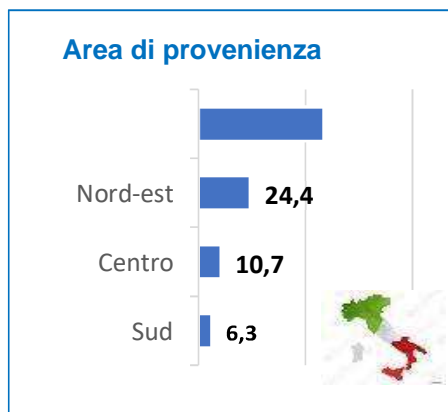 Area di provenienza
Nord-est 24,4
Centro 10,7
Sud 6,3